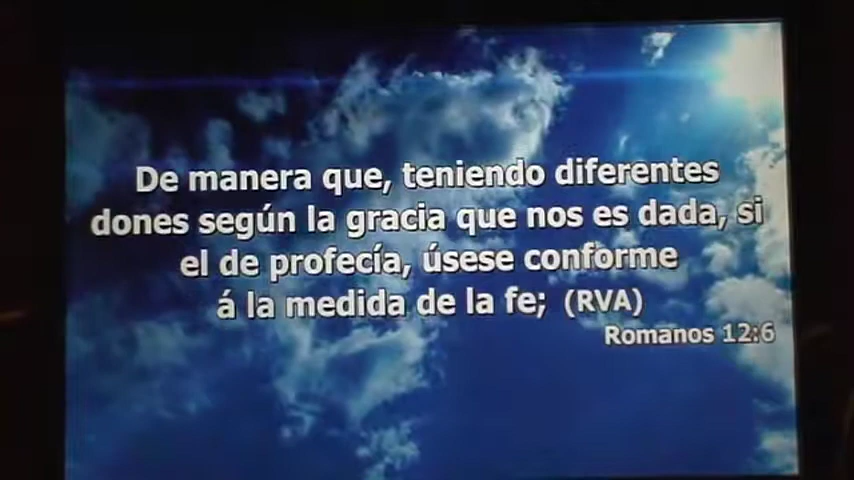 De manera que, teniendo diferentes
dones según la gracia que nos es dada, si
el de profecía, úsese conforme
á la medida de la fe; (RVA)
Romanos 12:6